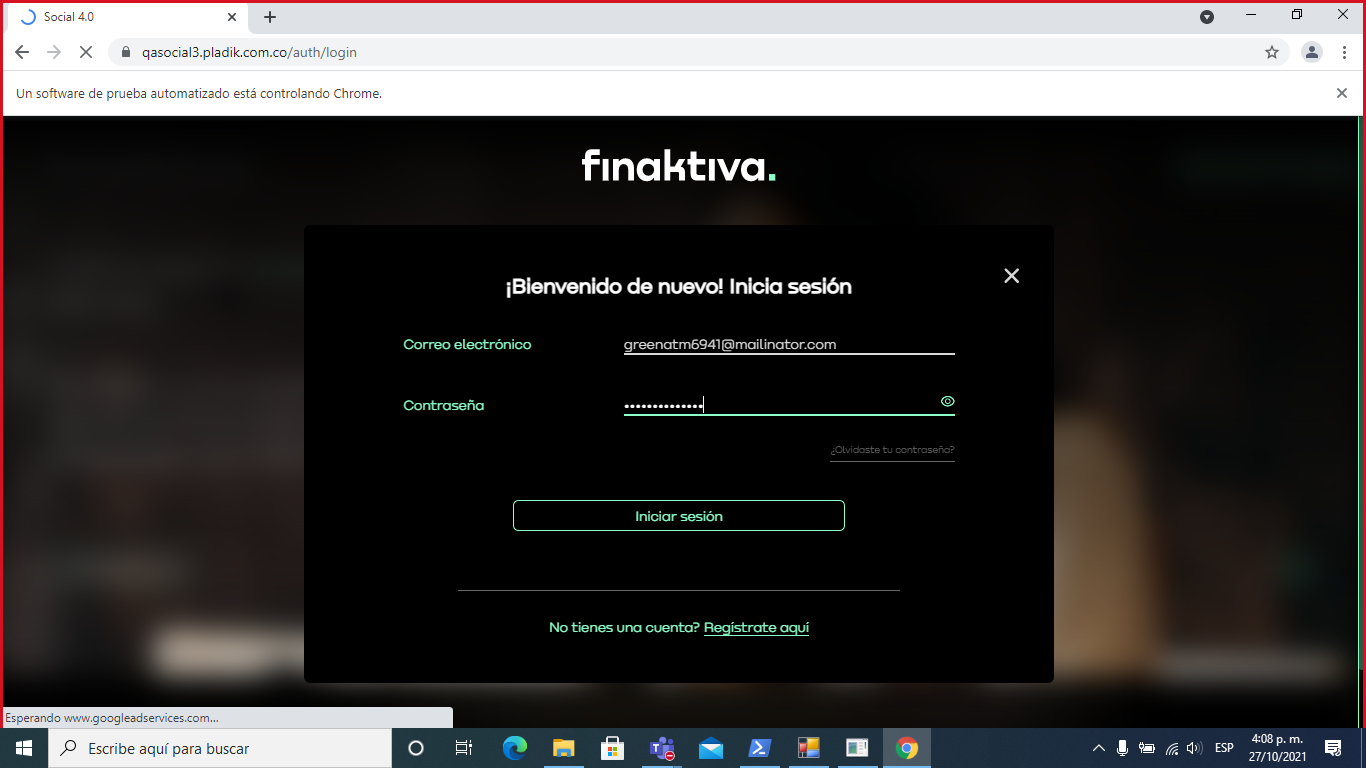 Social 4.0
qasocial3.pladik.com.co/auth/login
Un software de prueba automatizado está controlando Chrome.
finaktiva.
¡Bienvenido de nuevo! Inicia sesión
Correo electrónico
greenatm6941@mailinator.com
Contraseña
••••••••••••••
¿Olvidaste tu contraseña?
Iniciar sesión
No tienes una cuenta? Regístrate aquí
Esperando www.googleadservices.com...
Escribe aquí para buscar
ESP
4:08 p. m.
27/10/2021